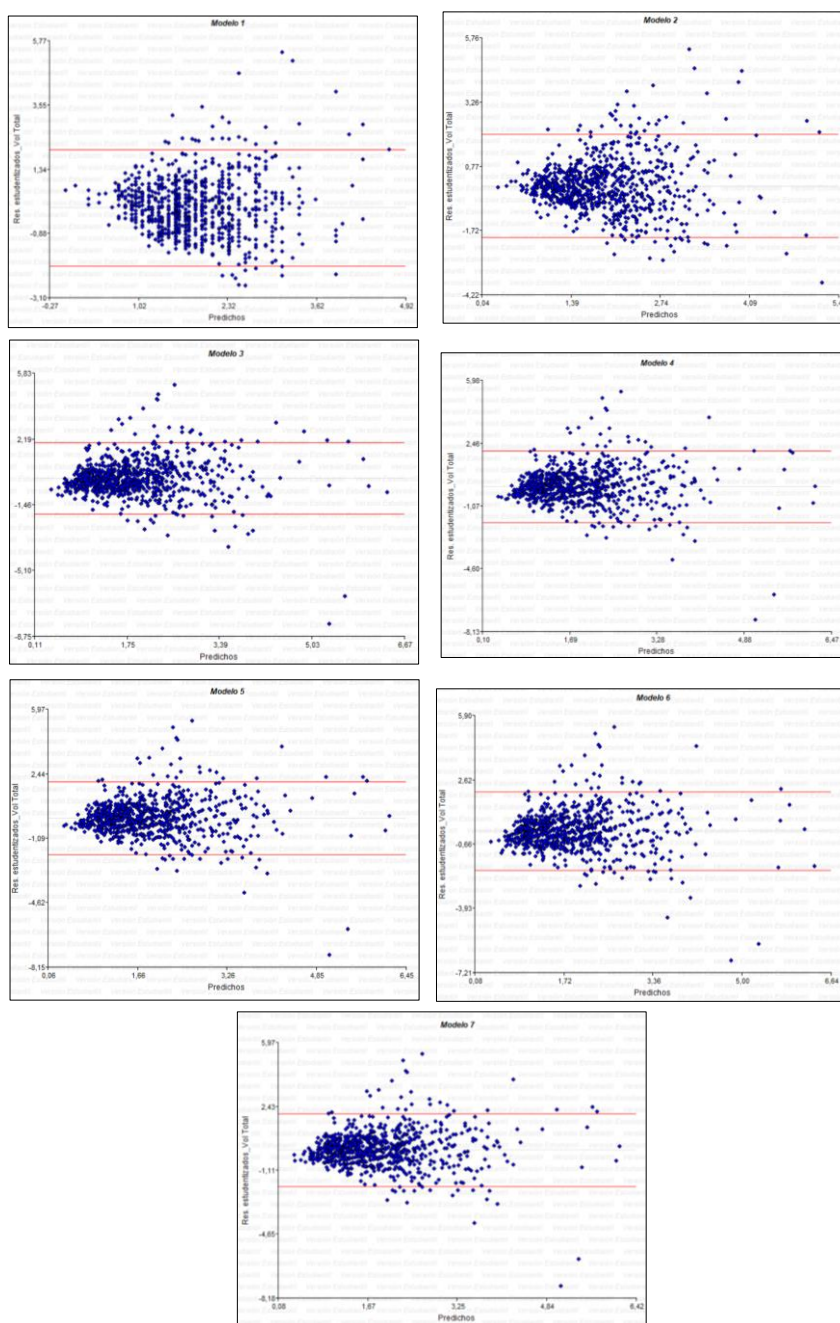 Modelo 1
5,77
3,55
1,34
-0,88
-3,10
Res. estudentizados_Vol Total
-0,27 1,02 2,32 3,62 4,92
Predichos
Modelo 2
5,76
3,26
0,77
-1,72
-4,22
Res. estudentizados_Vol Total
0,04 1,39 2,74 4,09
Predichos
Modelo 3
5,83
2,19
-1,46
-5,10
-8,75
Res. estudentizados_Vol Total
0,11 1,75 3,39 5,03 6,67
Predichos
Modelo 4
5,98
2,46
-1,07
-4,60
-8,13
Res. estudentizados_Vol Total
0,10 1,69 3,28 4,88 6,47
Predichos
Modelo 5
5,97
2,44
-1,09
-4,62
-8,15
Res. estudentizados_Vol Total
0,06 1,66 3,26 4,85 6,45
Predichos
Modelo 6
5,90
2,62
-0,66
-3,93
-7,21
Res. estudentizados_Vol Total
0,08 1,72 3,36 5,00 6,64
Predichos
Modelo 7
5,97
2,43
-1,11
-4,65
-8,18
Res. estudentizados_Vol Total
0,08 1,67 3,25 4,84 6,42
Predichos